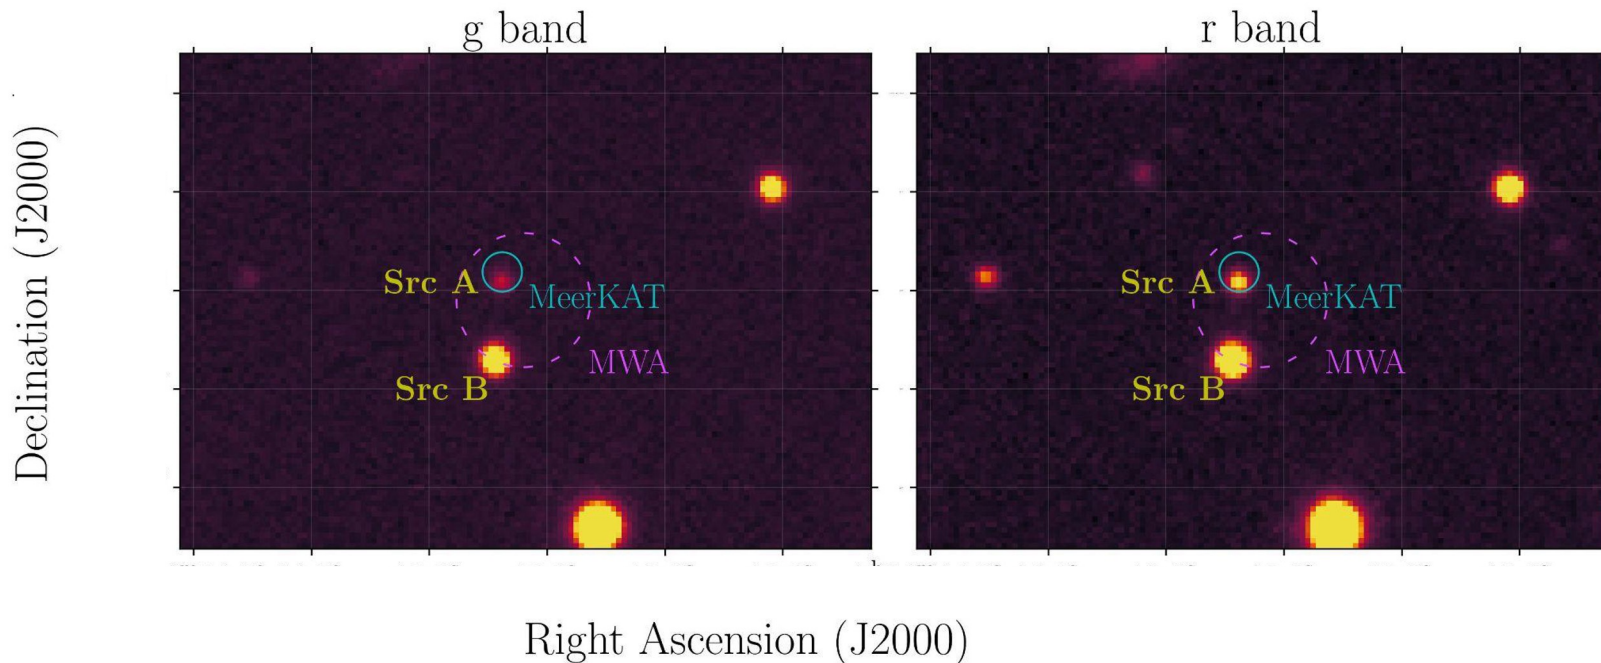 g band
r band
Declination (J2000)
Src A
MeerKAT
MWA
Src B
Src A
MeerKAT
MWA
Src B
Right Ascension (J2000)